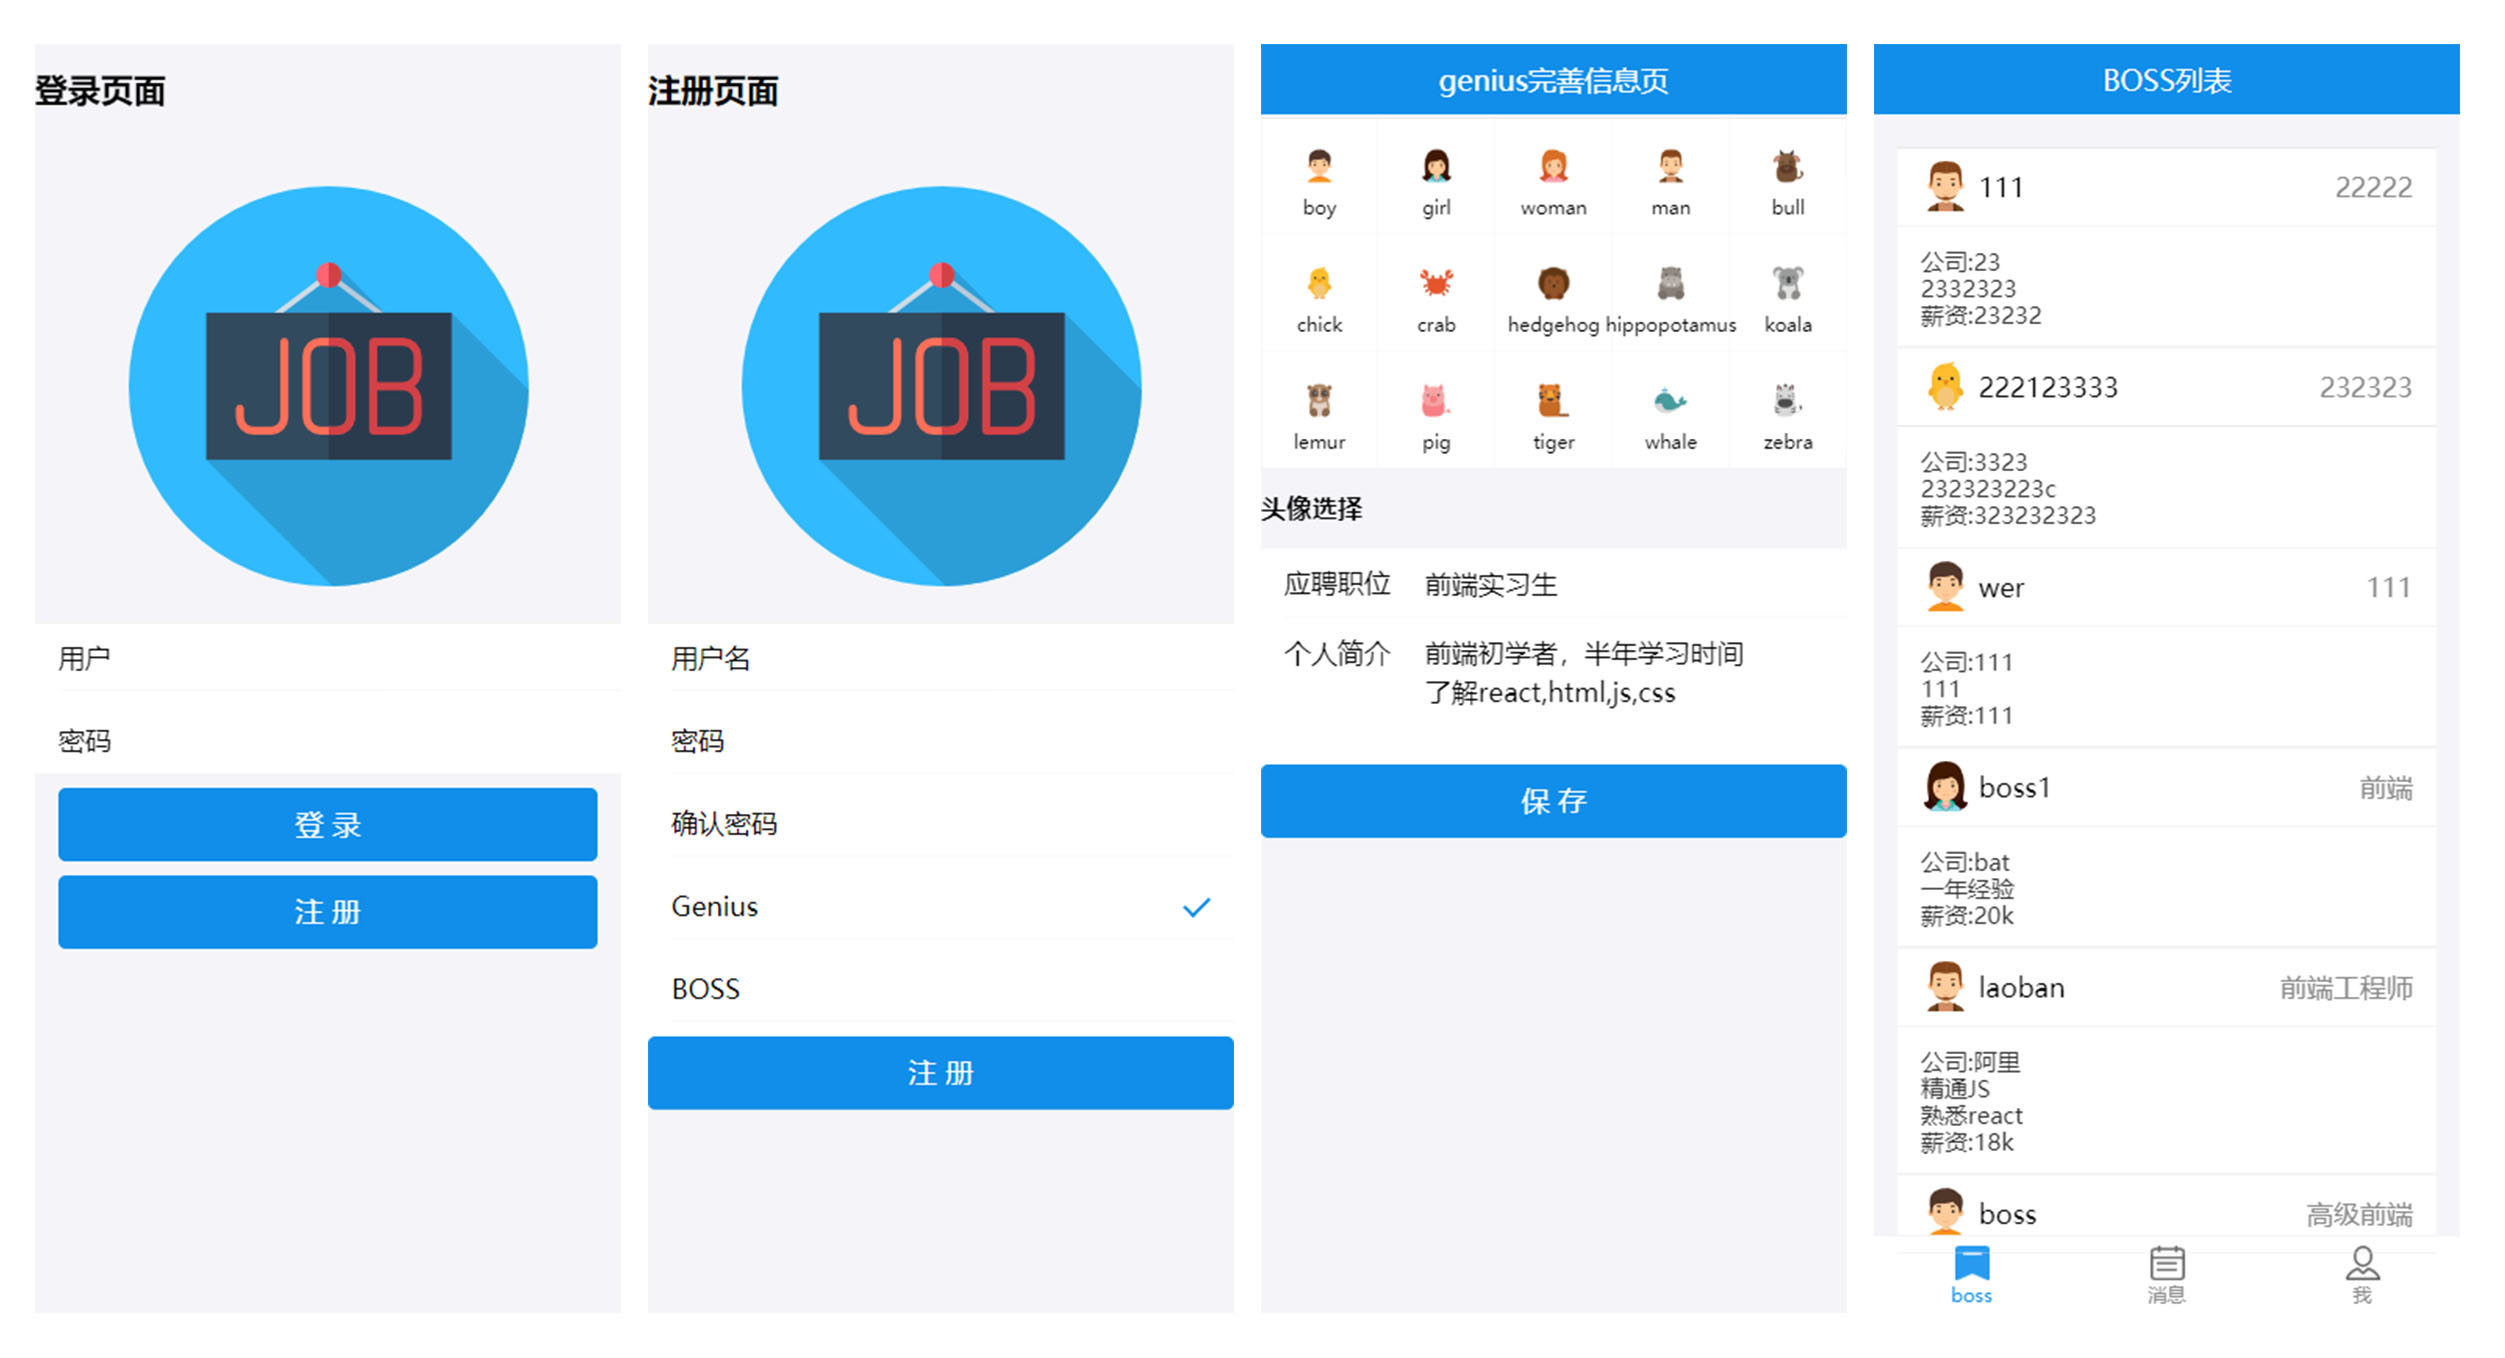 登录页面
JOB
用户
密码
登 录
注 册
注册页面
JOB
用户名
密码
确认密码
Genius
BOSS
注 册
genius完善信息页
boy girl woman man bull
chick crab hedgehog hippopotamus koala
lemur pig tiger whale zebra
头像选择
应聘职位 前端实习生
个人简介 前端初学者，半年学习时间
了解react,html,js,css
保 存
BOSS列表
111 22222
公司:23
2332323
薪资:23232
222123333 232323
公司:3323
232323223c
薪资:323232323
wer 111
公司:111
111
薪资:111
boss1 前端
公司:bat
一年经验
薪资:20k
laoban 前端工程师
公司:阿里
精通JS
熟悉react
薪资:18k
boss 高级前端
boss 消息 我